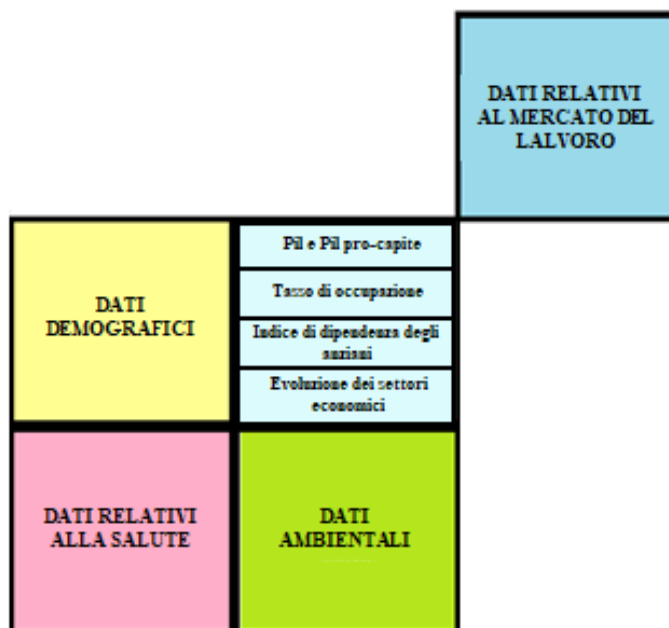 DATI RELATIVI
AL MERCATO DEL
LALVORO
DATI
DEMOGRAFICI
Pil e Pil pro-capite
Tasso di occupazione
Indice di dipendenza degli
anziani
Evoluzione dei settori
economici
DATI RELATIVI
ALLA SALUTE
DATI
AMBIENTALI